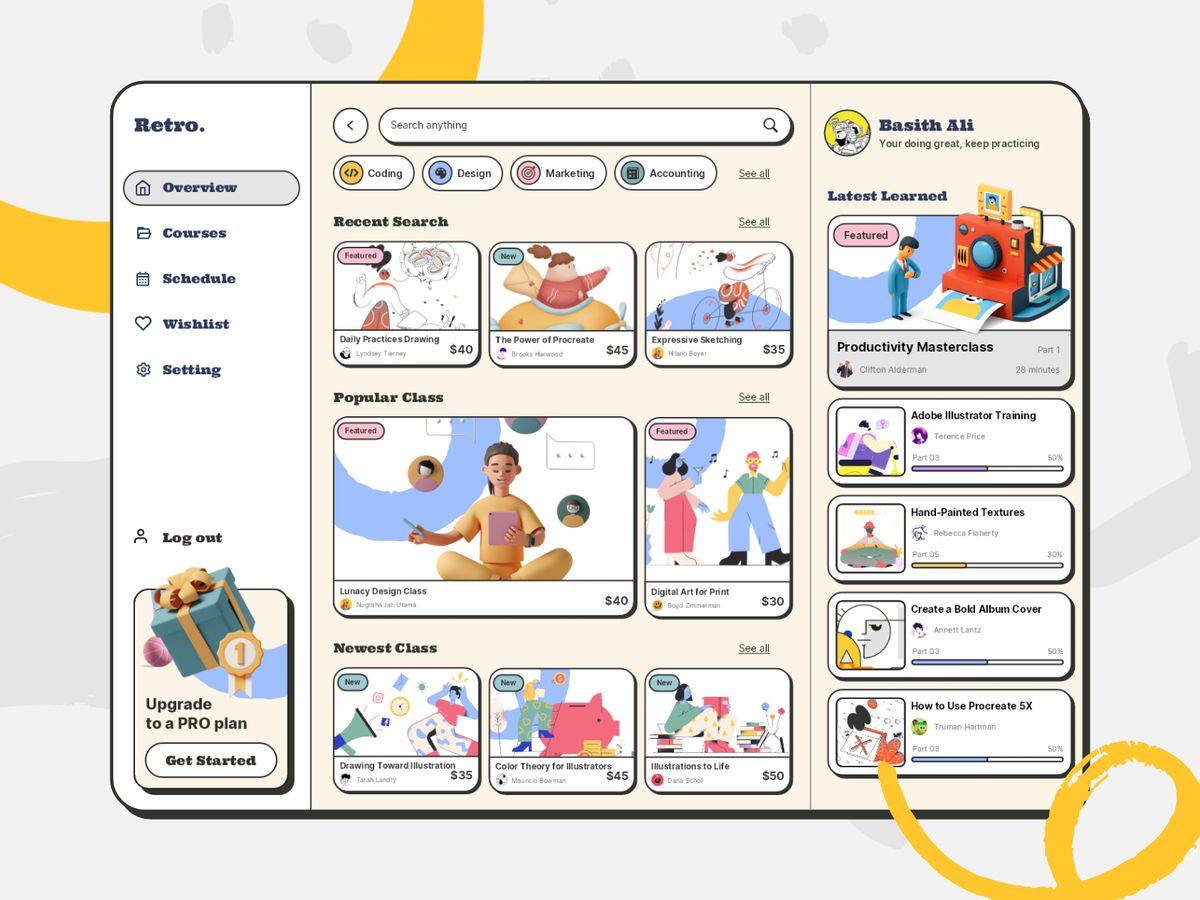 Retro.
Overview
Courses
Schedule
Wishlist
Setting
Log out
1
Upgrade
to a PRO plan
Get Started
Search anything
Coding
Design
Marketing
Accounting
See all
Recent Search
See all
Featured
Daily Practices Drawing
Lyndsey Tierney
$40
New
The Power of Procreate
Brooks Harwood
$45
Expressive Sketching
Hilario Boyer
$35
Popular Class
See all
Featured
Lunacy Design Class
Nugraha Jati Utama
$40
Featured
Digital Art for Print
Boyd Zimmerman
$30
Newest Class
See all
New
Drawing Toward Illustration
Tarah Landry
$35
New
Color Theory for Illustrators
Mauricio Bowman
$45
New
Illustrations to Life
Darla Scholl
$50
Basith Ali
Your doing great, keep practicing
Latest Learned
Featured
Productivity Masterclass
Part 1
Clifton Alderman
28 minutes
Adobe Illustrator Training
Terence Price
Part 03
50%
Hand-Painted Textures
Rebecca Flaherty
Part 05
30%
Create a Bold Album Cover
Annett Lantz
Part 03
50%
How to Use Procreate 5X
Truman Hartman
Part 03
50%